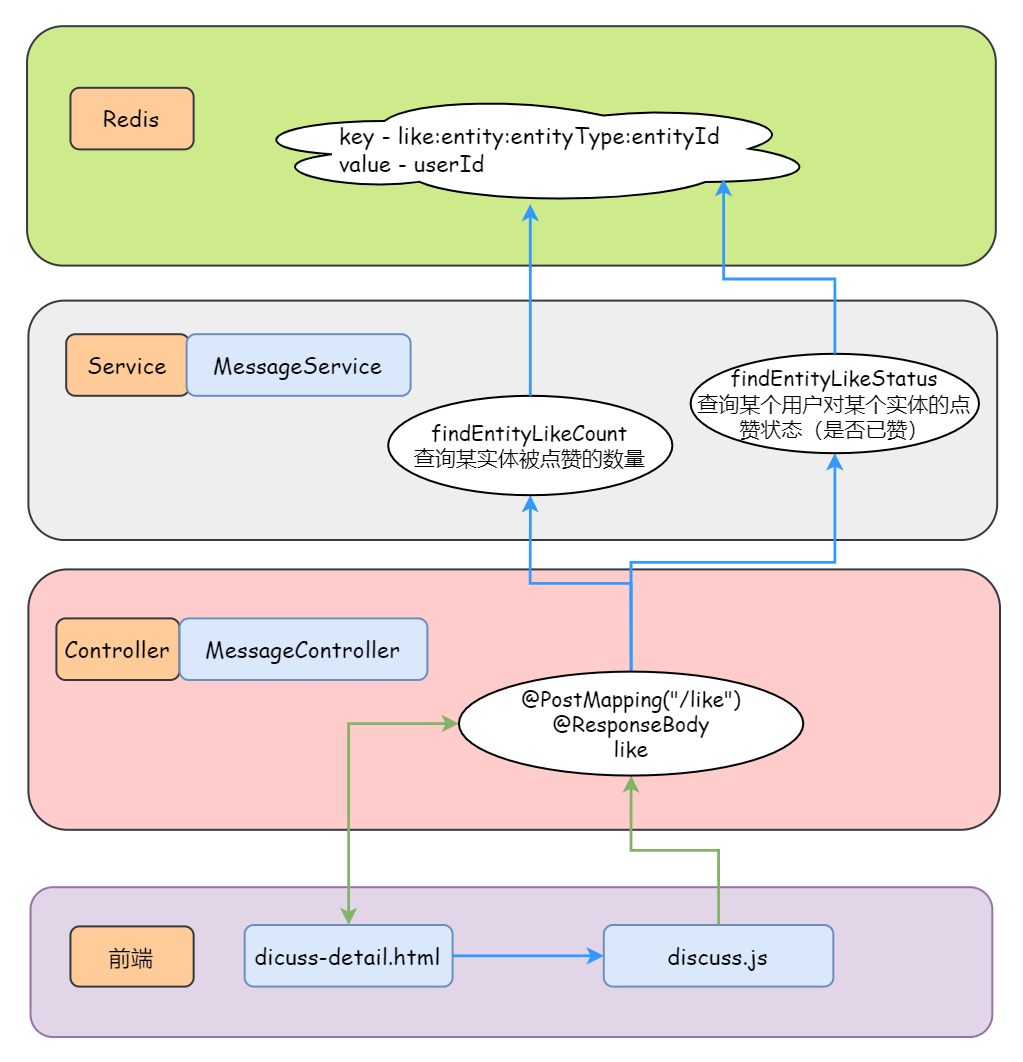 Redis
key - like:entity:entityType:entityId
value - userId
Service
MessageService
findEntityLikeStatus
查询某个用户对某个实体的点
赞状态（是否已赞）
findEntityLikeCount
查询某实体被点赞的数量
Controller
MessageController
@PostMapping("/like")
@ResponseBody
like
前端
dicuss-detail.html
discuss.js